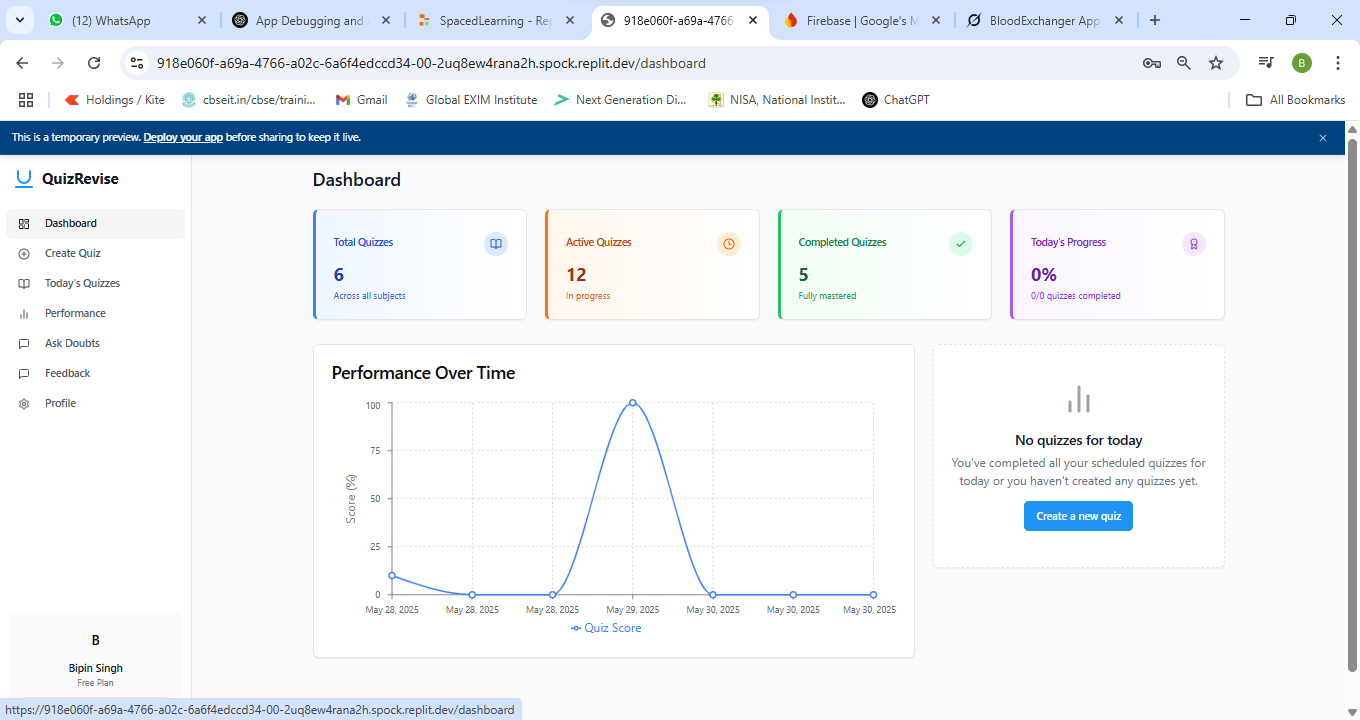 (12) WhatsApp
App Debugging and
SpacedLearning - Rep
918e060f-a69a-4766-
Firebase | Google's M
BloodExchanger App
918e060f-a69a-4766-a02c-6a6f4edccd34-00-2uq8ew4rana2h.spock.replit.dev/dashboard
B
Holdings / Kite
cbseit.in/cbse/traini...
Gmail
Global EXIM Institute
Next Generation Di...
NISA, National Instit...
ChatGPT
All Bookmarks
This is a temporary preview. Deploy your app before sharing to keep it live.
QuizRevise
Dashboard
Create Quiz
Today's Quizzes
Performance
Ask Doubts
Feedback
Profile
B
Bipin Singh
Free Plan
Dashboard
Total Quizzes
6
Across all subjects
Active Quizzes
12
In progress
Completed Quizzes
5
Fully mastered
Today's Progress
0%
0/0 quizzes completed
Performance Over Time
Score (%)
100
75
50
25
0
May 28, 2025 May 28, 2025 May 28, 2025 May 29, 2025 May 30, 2025 May 30, 2025 May 30, 2025
Quiz Score
No quizzes for today
You've completed all your scheduled quizzes for
today or you haven't created any quizzes yet.
Create a new quiz
https://918e060f-a69a-4766-a02c-6a6f4edccd34-00-2uq8ew4rana2h.spock.replit.dev/dashboard